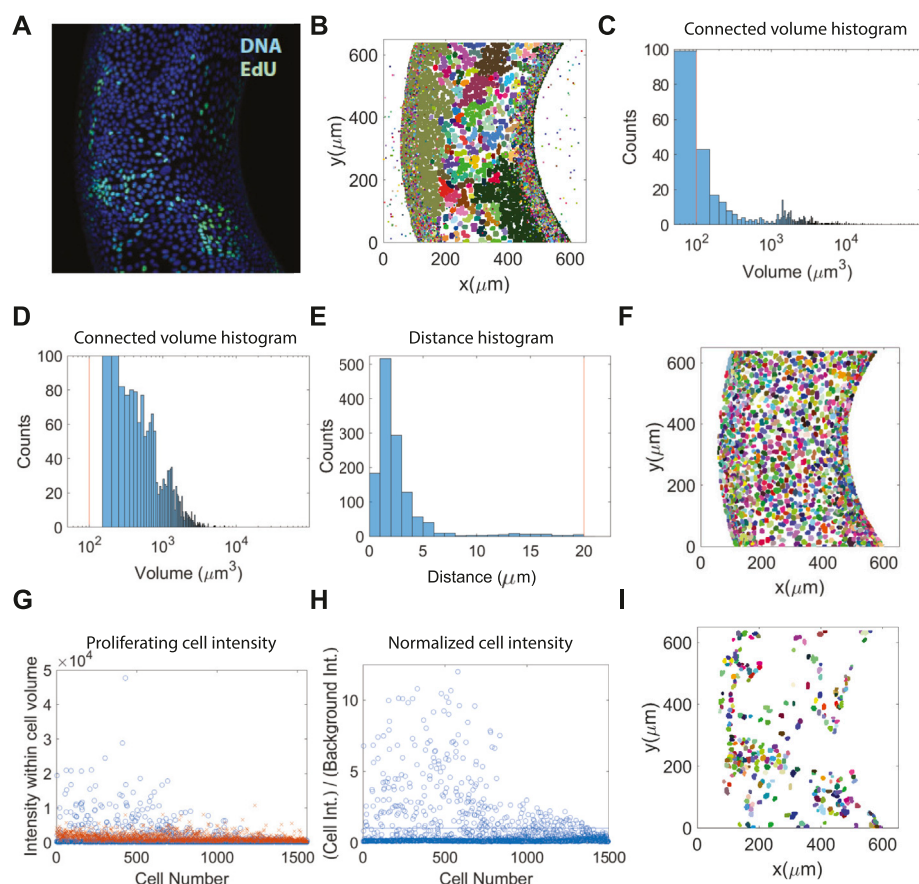 A
DNA
EdU
B
y(μm)
600
400
200
0
0 200 400 600
x(μm)
C
Connected volume histogram
Counts
100
80
60
40
20
0
10² 10³ 10⁴
Volume (μm³)
D
Connected volume histogram
Counts
100
80
60
40
20
0
10² 10³ 10⁴
Volume (μm³)
E
Distance histogram
Counts
500
400
300
200
100
0
0 5 10 15 20
Distance (μm)
F
y(μm)
600
400
200
0
0 200 400 600
x(μm)
G
Proliferating cell intensity
×10⁴
Intensity within cell volume
5
4
3
2
1
0
0 500 1000 1500
Cell Number
H
Normalized cell intensity
(Cell Int.) / (Background Int.)
10
5
0
0 500 1000 1500
Cell Number
I
y(μm)
600
400
200
0
0 200 400 600
x(μm)